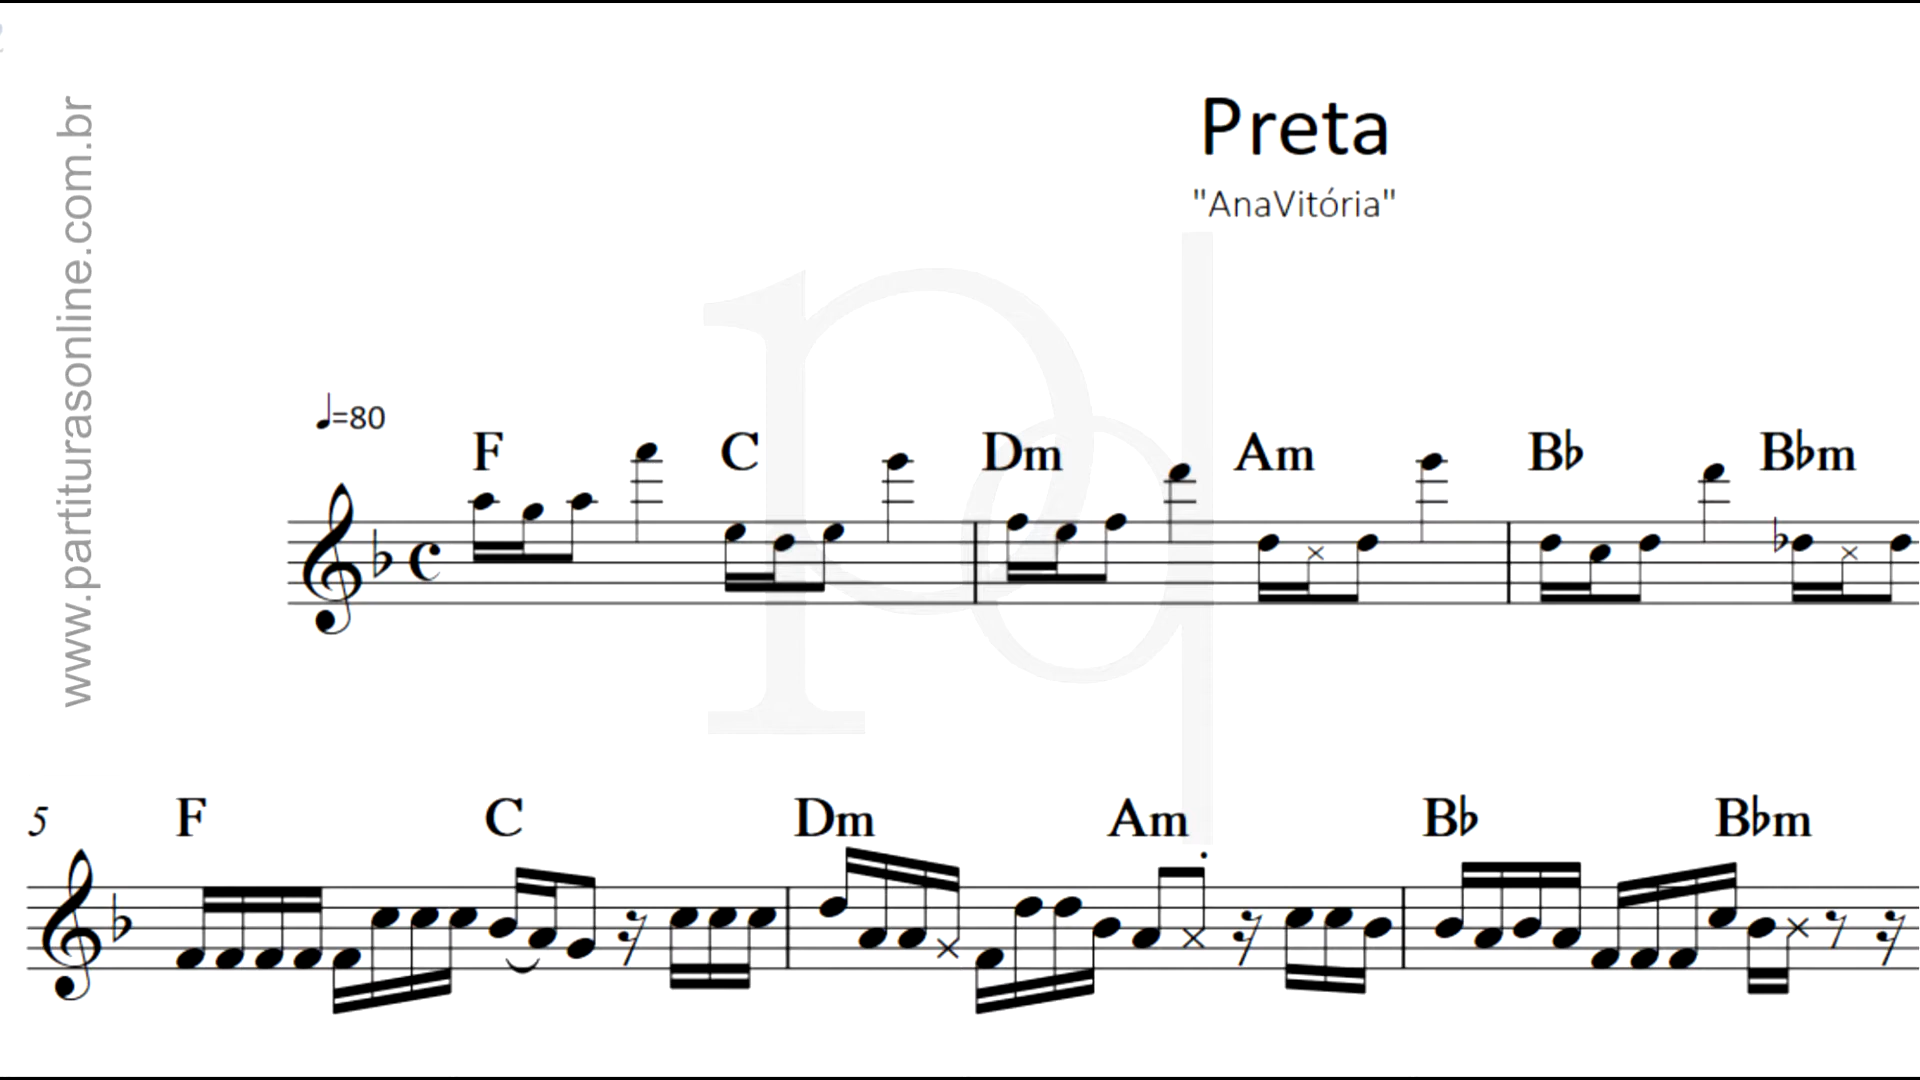 www.partiturasonline.com.br
Preta
"AnaVitória"
♩=80
F C Dm Am B♭ B♭m
5
F C Dm Am B♭ B♭m